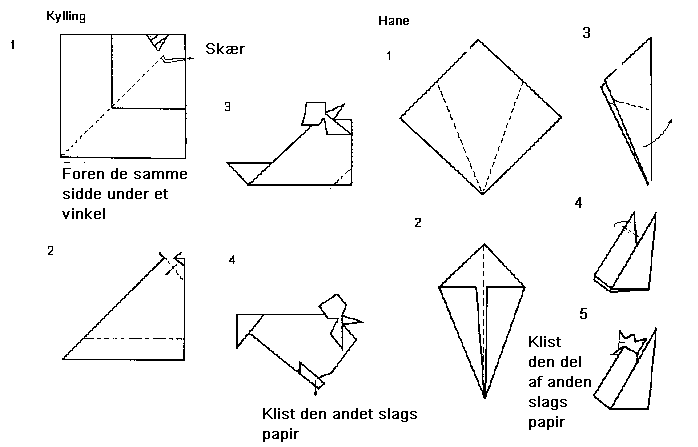 Kylling
1
Skær
Foren de samme
sidde under et
vinkel
2
3
4
Klist den andet slags
papir
Hane
1
2
3
4
5
Klist
den del
af anden
slags
papir